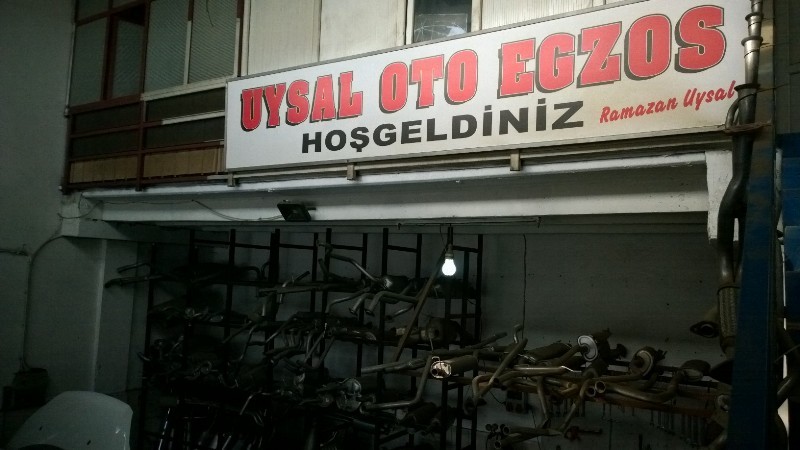 UYSAL OTO EGZOS
HOŞGELDİNİZ Ramazan Uysal